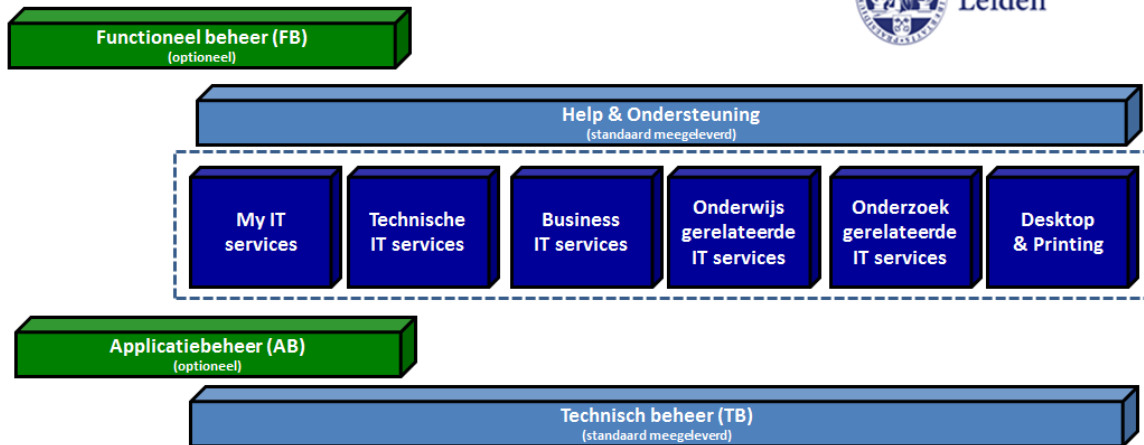 Leiden
Functioneel beheer (FB)
(optioneel)
Help & Ondersteuning
(standaard meegeleverd)
My IT
services
Technische
IT services
Business
IT services
Onderwijs
gerelateerde
IT services
Onderzoek
gerelateerde
IT services
Desktop
& Printing
Applicatiebeheer (AB)
(optioneel)
Technisch beheer (TB)
(standaard meegeleverd)